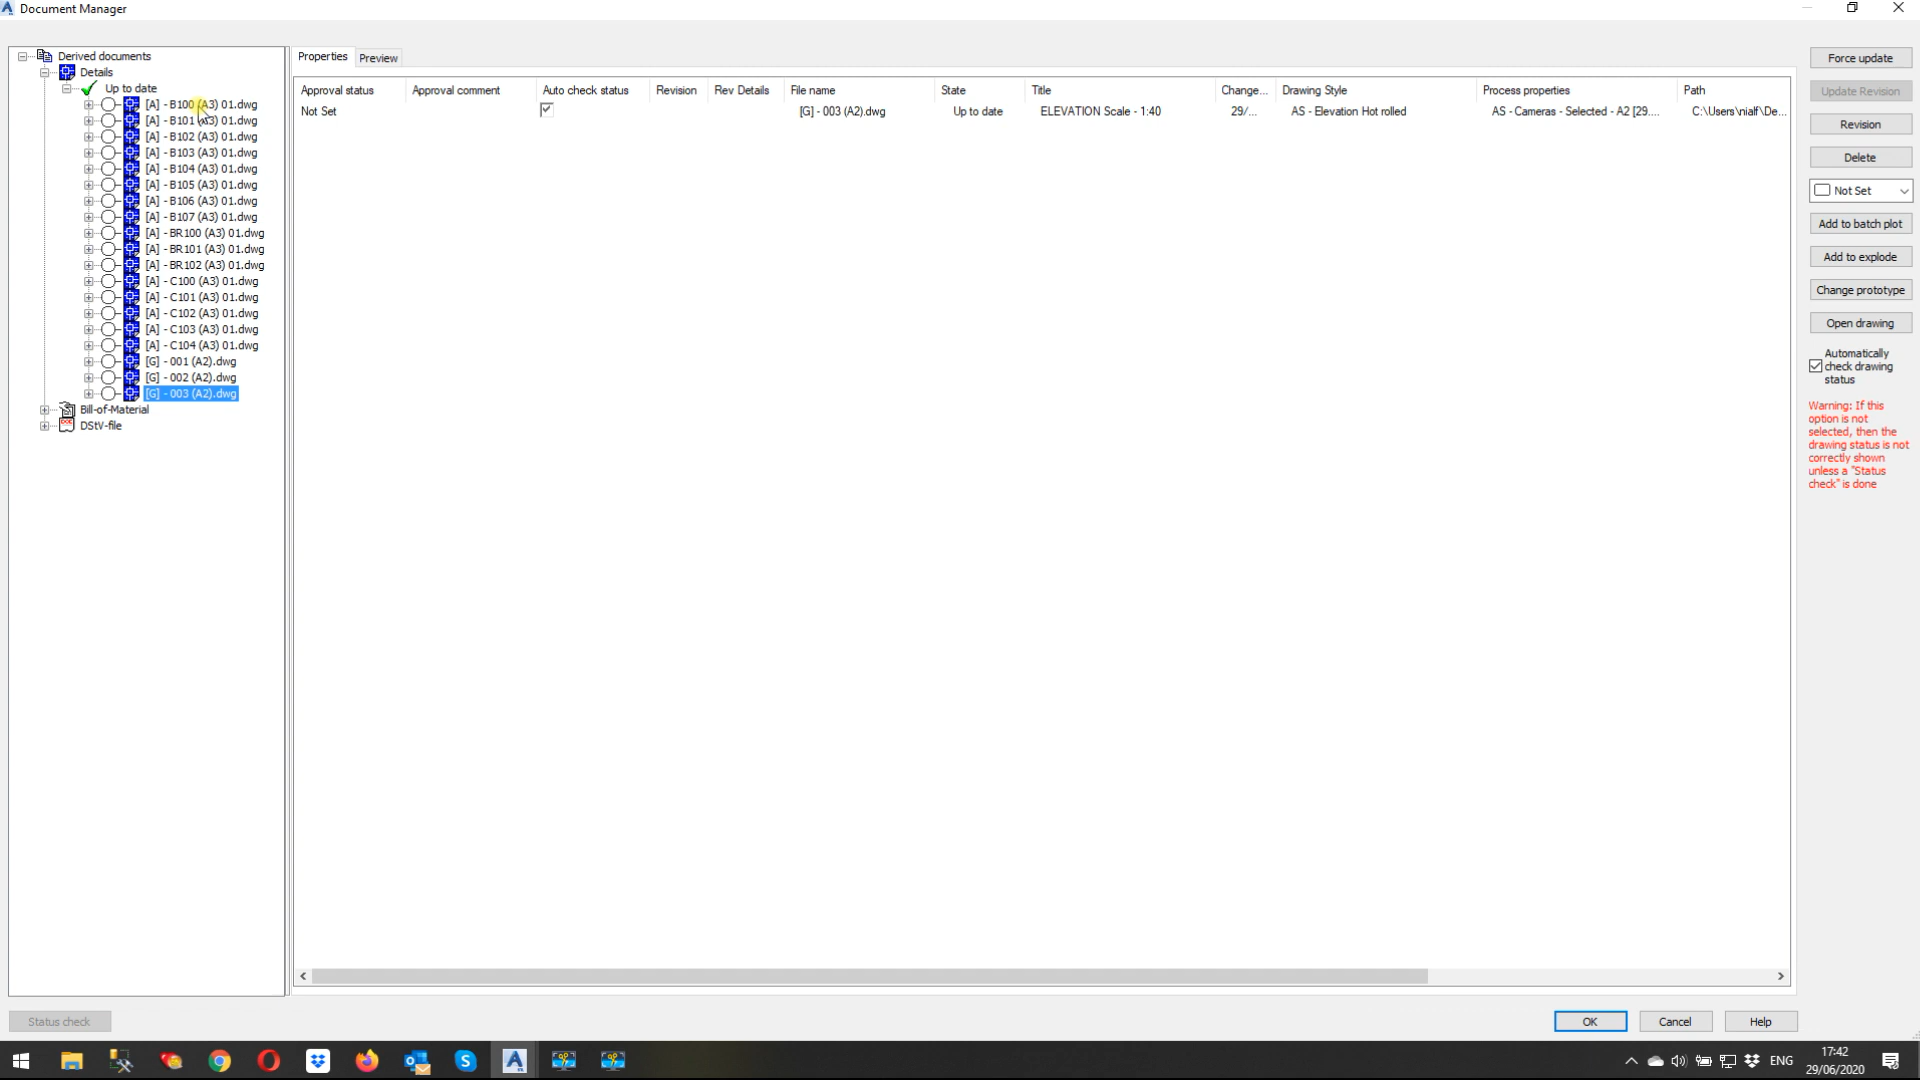 Document Manager
Derived documents
Details
Up to date
[A] - B100 (A3) 01.dwg
[A] - B101 (A3) 01.dwg
[A] - B102 (A3) 01.dwg
[A] - B103 (A3) 01.dwg
[A] - B104 (A3) 01.dwg
[A] - B105 (A3) 01.dwg
[A] - B106 (A3) 01.dwg
[A] - B107 (A3) 01.dwg
[A] - BR100 (A3) 01.dwg
[A] - BR101 (A3) 01.dwg
[A] - BR102 (A3) 01.dwg
[A] - C100 (A3) 01.dwg
[A] - C101 (A3) 01.dwg
[A] - C102 (A3) 01.dwg
[A] - C103 (A3) 01.dwg
[A] - C104 (A3) 01.dwg
[G] - 001 (A2).dwg
[G] - 002 (A2).dwg
[G] - 003 (A2).dwg
Bill-of-Material
DStV-file
Properties Preview
Approval status Approval comment Auto check status Revision Rev Details File name State Title Change... Drawing Style Process properties Path
Not Set [G] - 003 (A2).dwg Up to date ELEVATION Scale - 1:40 29/... AS - Elevation Hot rolled AS - Cameras - Selected - A2 [29.... C:\Users\nialf\De...
Force update
Update Revision
Revision
Delete
Not Set
Add to batch plot
Add to explode
Change prototype
Open drawing
Automatically
check drawing
status
Warning: If this
option is not
selected, then the
drawing status is not
correctly shown
unless a "Status
check" is done
Status check OK Cancel Help
ENG 17:42
29/06/2020